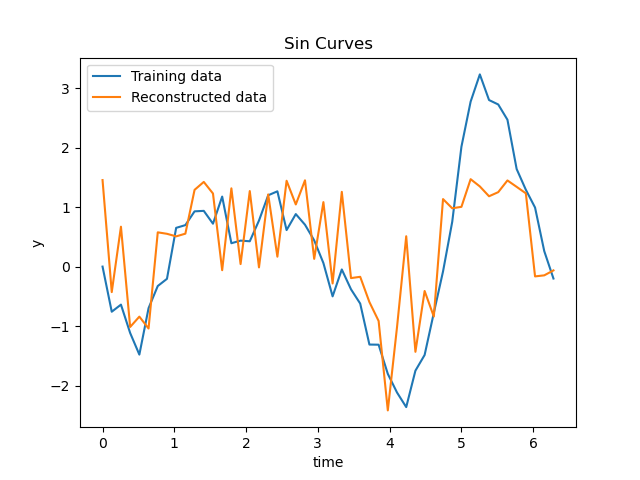 Sin Curves
Training data
Reconstructed data
3
2
1
0
−1
−2
y
0 1 2 3 4 5 6
time